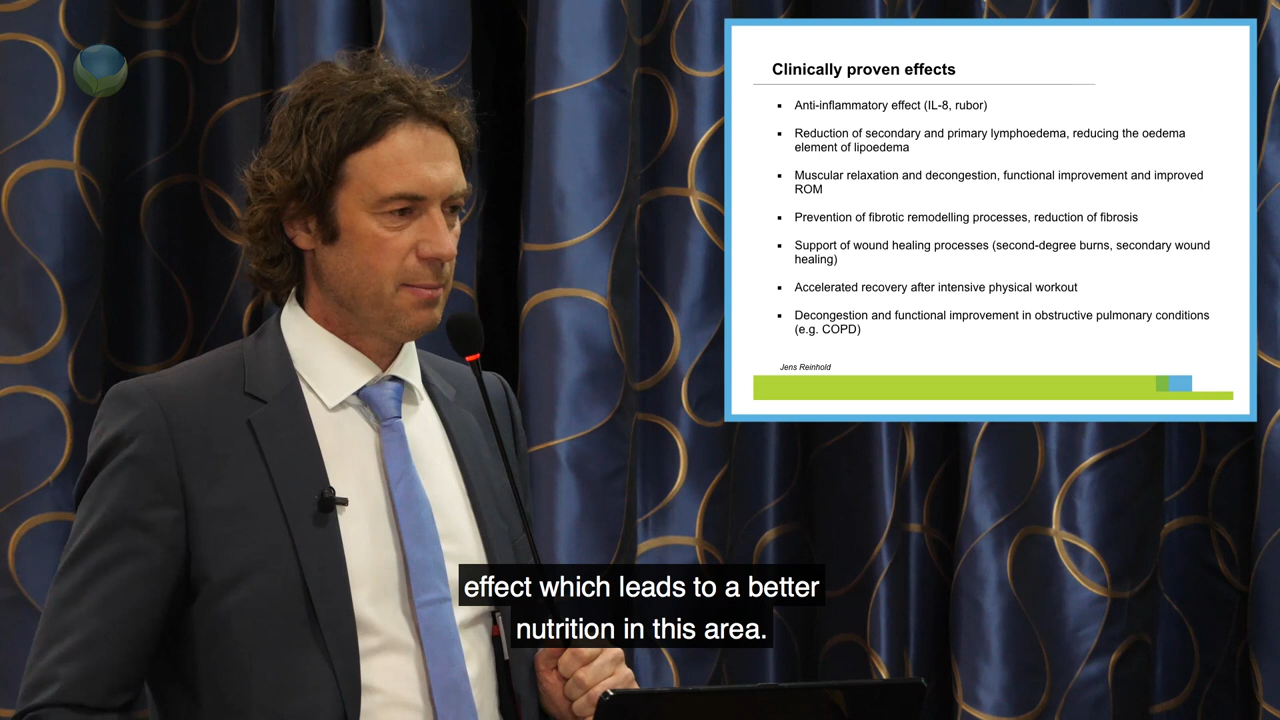 Clinically proven effects
▪ Anti-inflammatory effect (IL-8, rubor)
▪ Reduction of secondary and primary lymphoedema, reducing the oedema
element of lipoedema
▪ Muscular relaxation and decongestion, functional improvement and improved
ROM
▪ Prevention of fibrotic remodelling processes, reduction of fibrosis
▪ Support of wound healing processes (second-degree burns, secondary wound
healing)
▪ Accelerated recovery after intensive physical workout
▪ Decongestion and functional improvement in obstructive pulmonary conditions
(e.g. COPD)
Jens Reinhold
effect which leads to a better
nutrition in this area.